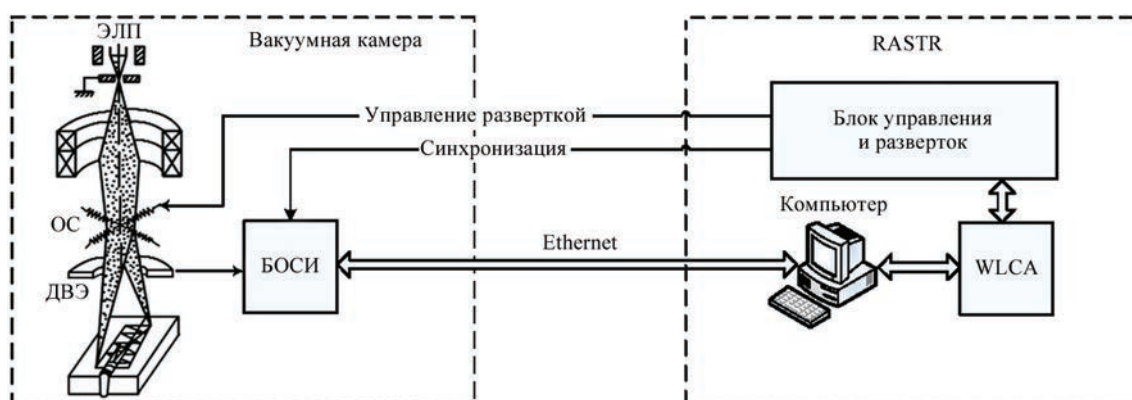 ЭЛП
Вакуумная камера
RASTR
Управление разверткой
Блок управления
и разверток
Синхронизация
ОС
Компьютер
Ethernet
БОСИ
WLCA
ДВЭ